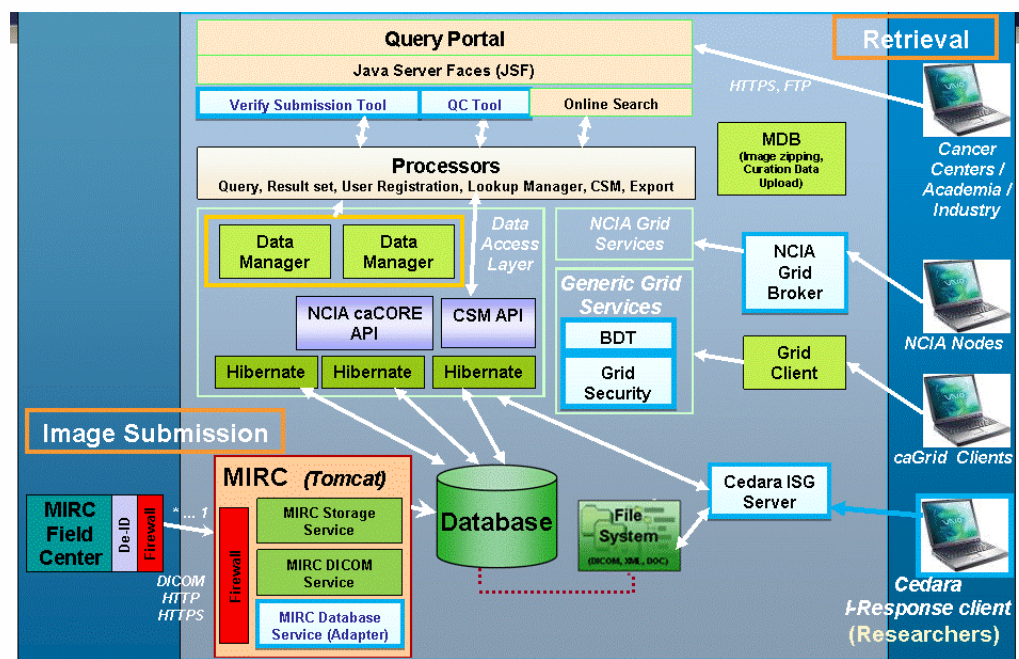 Query Portal
Java Server Faces (JSF)
Verify Submission Tool
QC Tool
Online Search
Retrieval
HTTPS, FTP
Processors
Query, Result set, User Registration, Lookup Manager, CSM, Export
MDB
(Image zipping,
Curation Data
Upload)
Cancer
Centers /
Academia /
Industry
Data
Manager
Data
Manager
Data
Access
Layer
NCIA Grid
Services
NCIA
Grid
Broker
NCIA Nodes
NCIA caCORE
API
CSM API
Generic Grid
Services
BDT
Grid
Security
Grid
Client
caGrid Clients
Hibernate
Hibernate
Hibernate
Image Submission
MIRC
Field
Center
De-ID
Firewall
* ... 1
DICOM
HTTP
HTTPS
MIRC (Tomcat)
Firewall
MIRC Storage
Service
MIRC DICOM
Service
MIRC Database
Service (Adapter)
Database
File
System
(DICOM, XML, DOC)
Cedara ISG
Server
VAIO
VAIO
VAIO
VAIO
Cedara
I-Response client
(Researchers)